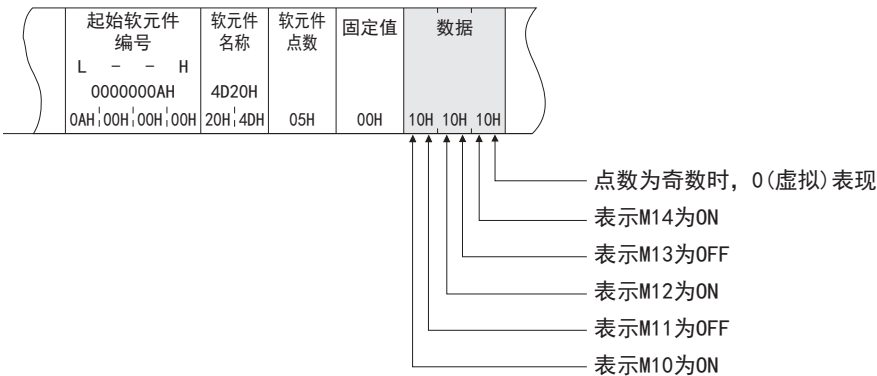 起始软元件 软元件 软元件 固定值 数据
编号 名称 点数
L - - H
0000000AH 4D20H
0AH 00H 00H 00H 20H 4DH 05H 00H 10H 10H 10H
点数为奇数时，0(虚拟)表现
表示M14为ON
表示M13为OFF
表示M12为ON
表示M11为OFF
表示M10为ON